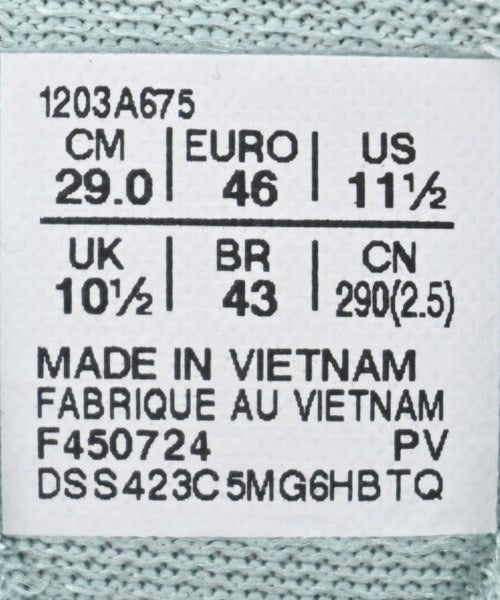 1203A675
CM | EURO | US
29.0 | 46 | 11½
UK | BR | CN
10½ | 43 | 290(2.5)
MADE IN VIETNAM
FABRIQUE AU VIETNAM
F450724 PV
DSS423C5MG6HBTQ